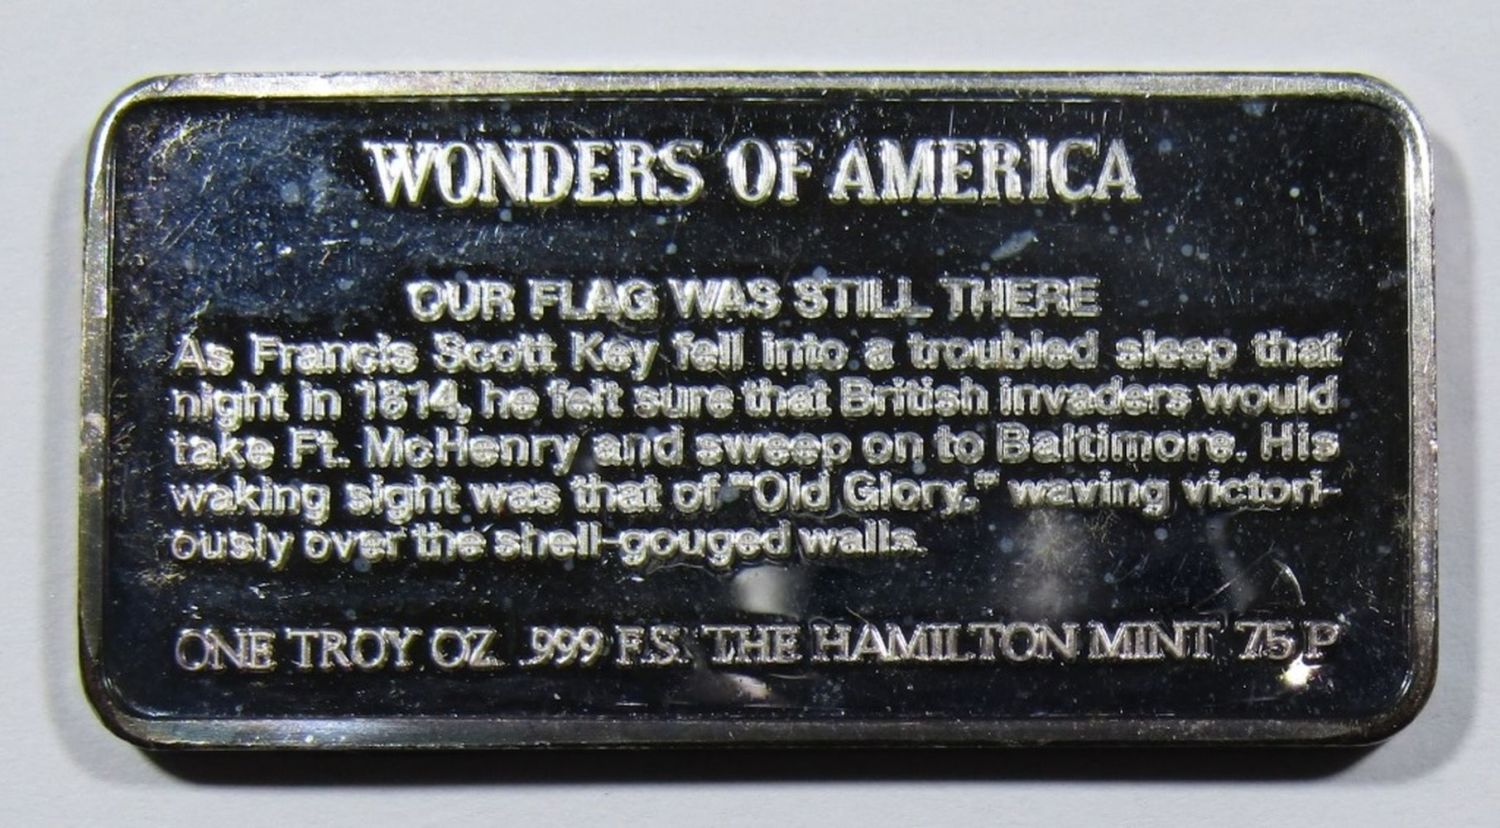 WONDERS OF AMERICA
OUR FLAG WAS STILL THERE
As Francis Scott Key fell into a troubled sleep that
night in 1814, he felt sure that British invaders would
take Ft. McHenry and sweep on to Baltimore. His
waking sight was that of "Old Glory," waving victori-
ously over the shell-gouged walls.
ONE TROY OZ .999 F.S. THE HAMILTON MINT 75 P